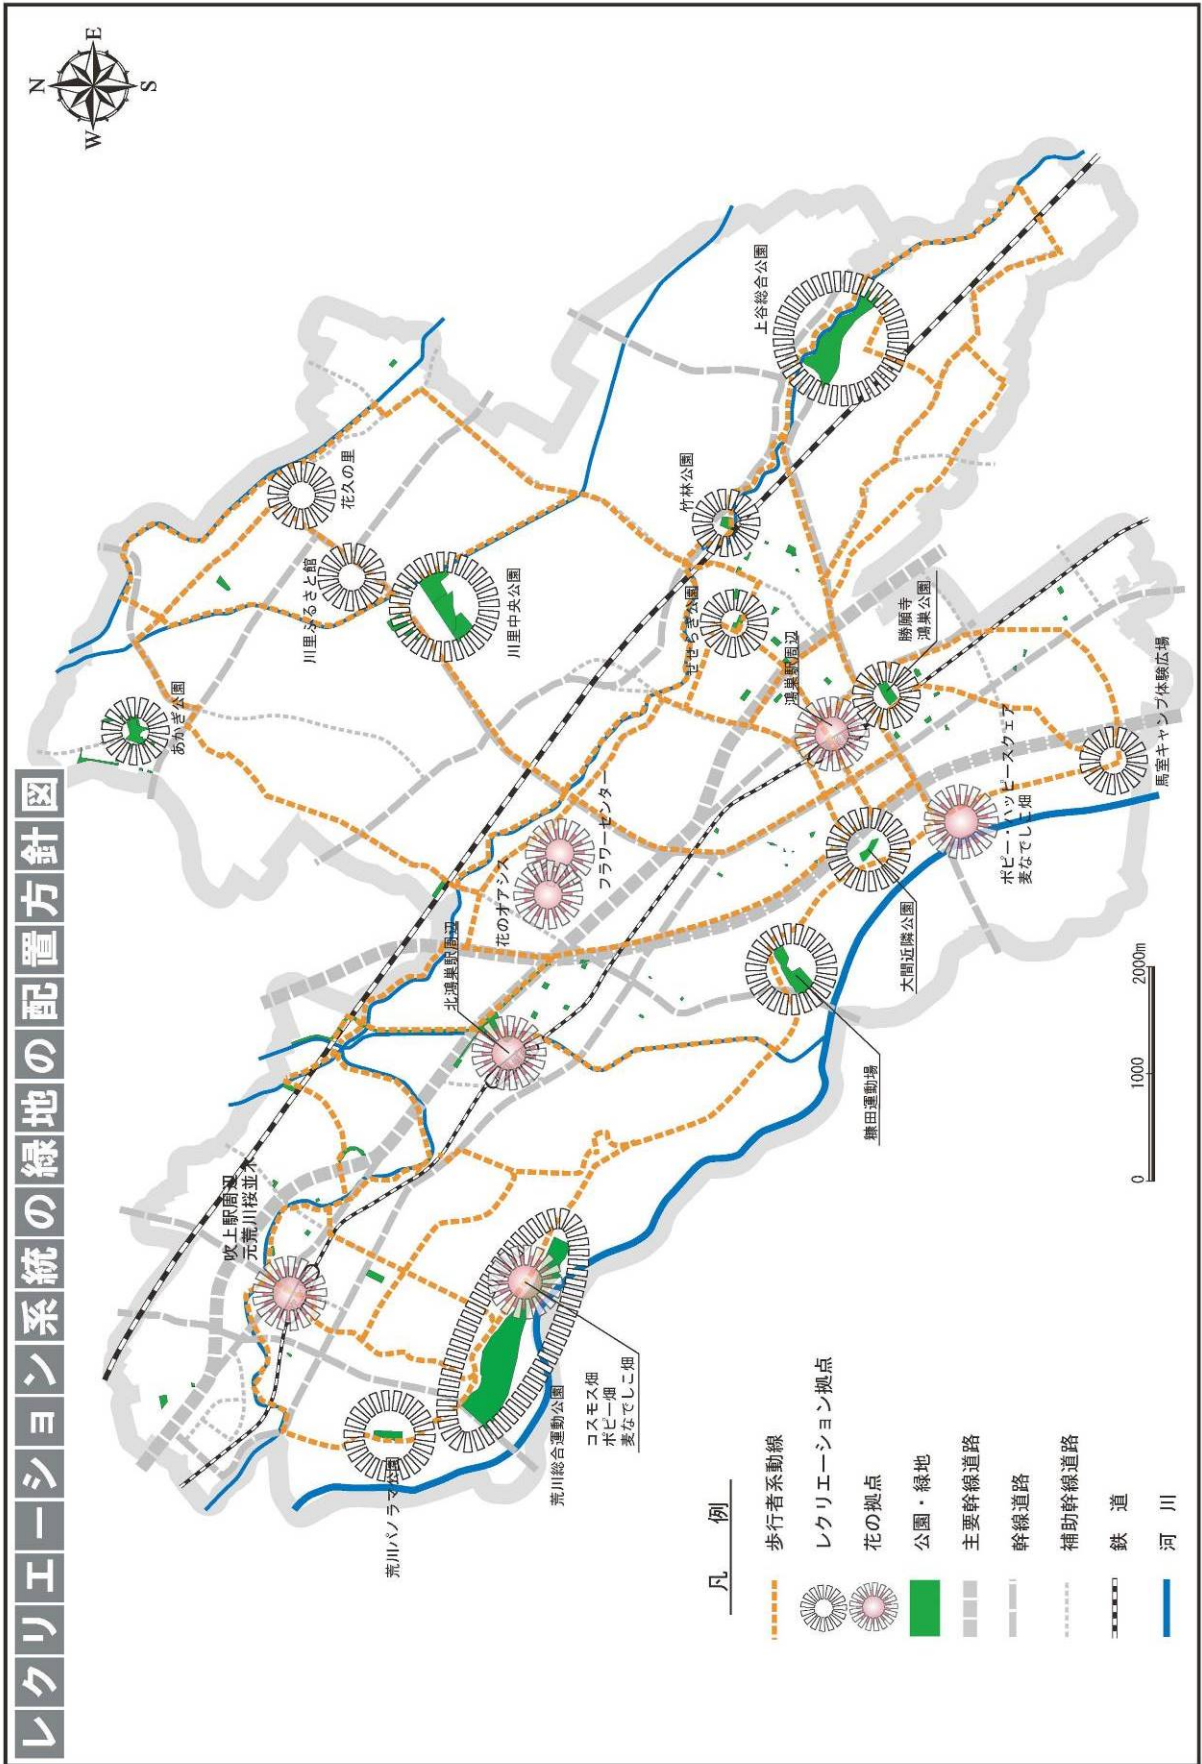 レクリエーション系統の緑地の配置方針図
N
E
S
W
吹上駅周辺
元荒川桜並木
荒川パノラマ公園
荒川総合運動公園
コスモス畑
ポピー畑
麦なでしこ畑
北鴻巣駅周辺
花のオアシス
フラワーセンター
あかぎ公園
川里ふるさと館
花久の里
川里中央公園
糠田運動場
大間近隣公園
鴻巣駅周辺
せせらぎ公園
竹林公園
上谷総合公園
勝願寺
鴻巣公園
ポピー・ハッピースクェア
麦なでしこ畑
馬室キャンプ体験広場
0 1000 2000m
凡 例
歩行者系動線
レクリエーション拠点
花の拠点
公園・緑地
主要幹線道路
幹線道路
補助幹線道路
鉄 道
河 川